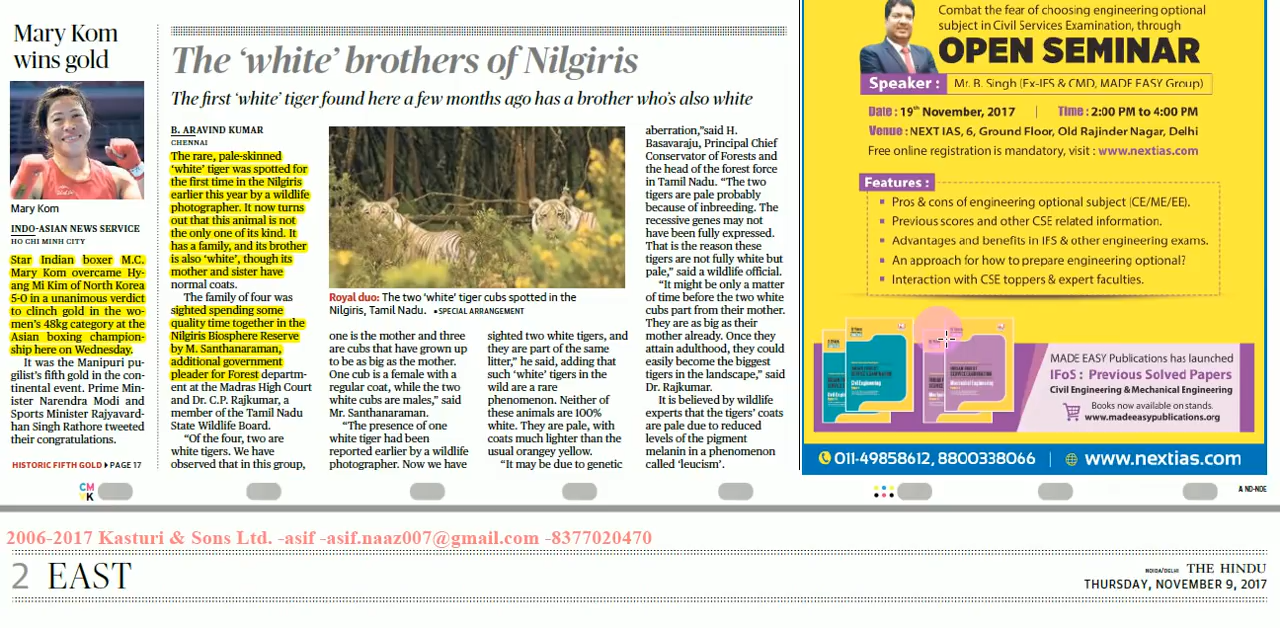 Mary Kom
wins gold
Mary Kom
INDO-ASIAN NEWS SERVICE
HO CHI MINH CITY
Star Indian boxer M.C.
Mary Kom overcame Hy-
ang Mi Kim of North Korea
5-0 in a unanimous verdict
to clinch gold in the wo-
men's 48kg category at the
Asian boxing champion-
ship here on Wednesday.
It was the Manipuri pu-
gilist's fifth gold in the con-
tinental event. Prime Min-
ister Narendra Modi and
Sports Minister Rajyavard-
han Singh Rathore tweeted
their congratulations.
HISTORIC FIFTH GOLD ▸ PAGE 17
The 'white' brothers of Nilgiris
The first 'white' tiger found here a few months ago has a brother who's also white
B. ARAVIND KUMAR
CHENNAI
The rare, pale-skinned
'white' tiger was spotted for
the first time in the Nilgiris
earlier this year by a wildlife
photographer. It now turns
out that this animal is not
the only one of its kind. It
has a family, and its brother
is also 'white', though its
mother and sister have
normal coats.
The family of four was
sighted spending some
quality time together in the
Nilgiris Biosphere Reserve
by M. Santhanaraman,
additional government
pleader for Forest departm-
ent at the Madras High Court
and Dr. C.P. Rajkumar, a
member of the Tamil Nadu
State Wildlife Board.
"Of the four, two are
white tigers. We have
observed that in this group,
Royal duo: The two 'white' tiger cubs spotted in the
Nilgiris, Tamil Nadu. ▪SPECIAL ARRANGEMENT
one is the mother and three
are cubs that have grown up
to be as big as the mother.
One cub is a female with a
regular coat, while the two
white cubs are males," said
Mr. Santhanaraman.
"The presence of one
white tiger had been
reported earlier by a wildlife
photographer. Now we have
sighted two white tigers, and
they are part of the same
litter," he said, adding that
such 'white' tigers in the
wild are a rare
phenomenon. Neither of
these animals are 100%
white. They are pale, with
coats much lighter than the
usual orangey yellow.
"It may be due to genetic
aberration,"said H.
Basavaraju, Principal Chief
Conservator of Forests and
the head of the forest force
in Tamil Nadu. "The two
tigers are pale probably
because of inbreeding. The
recessive genes may not
have been fully expressed.
That is the reason these
tigers are not fully white but
pale," said a wildlife official.
"It might be only a matter
of time before the two white
cubs part from their mother.
They are as big as their
mother already. Once they
attain adulthood, they could
easily become the biggest
tigers in the landscape," said
Dr. Rajkumar.
It is believed by wildlife
experts that the tigers' coats
are pale due to reduced
levels of the pigment
melanin in a phenomenon
called 'leucism'.
Combat the fear of choosing engineering optional
subject in Civil Services Examination, through
OPEN SEMINAR
Speaker : Mr. B. Singh (Ex-IFS & CMD, MADE EASY Group)
Date : 19th November, 2017 | Time : 2:00 PM to 4:00 PM
Venue : NEXT IAS, 6, Ground Floor, Old Rajinder Nagar, Delhi
Free online registration is mandatory, visit : www.nextias.com
Features :
Pros & cons of engineering optional subject (CE/ME/EE).
Previous scores and other CSE related information.
Advantages and benefits in IFS & other engineering exams.
An approach for how to prepare engineering optional?
Interaction with CSE toppers & expert faculties.
Civil Engineering
Mechanical Engineering
MADE EASY Publications has launched
IFoS : Previous Solved Papers
Civil Engineering & Mechanical Engineering
Books now available on stands.
www.madeeasypublications.org
011-49858612, 8800338066 | www.nextias.com
CM
YK
A ND-NDE
2006-2017 Kasturi & Sons Ltd. -asif -asif.naaz007@gmail.com -8377020470
2 EAST
NOIDA/DELHI THE HINDU
THURSDAY, NOVEMBER 9, 2017